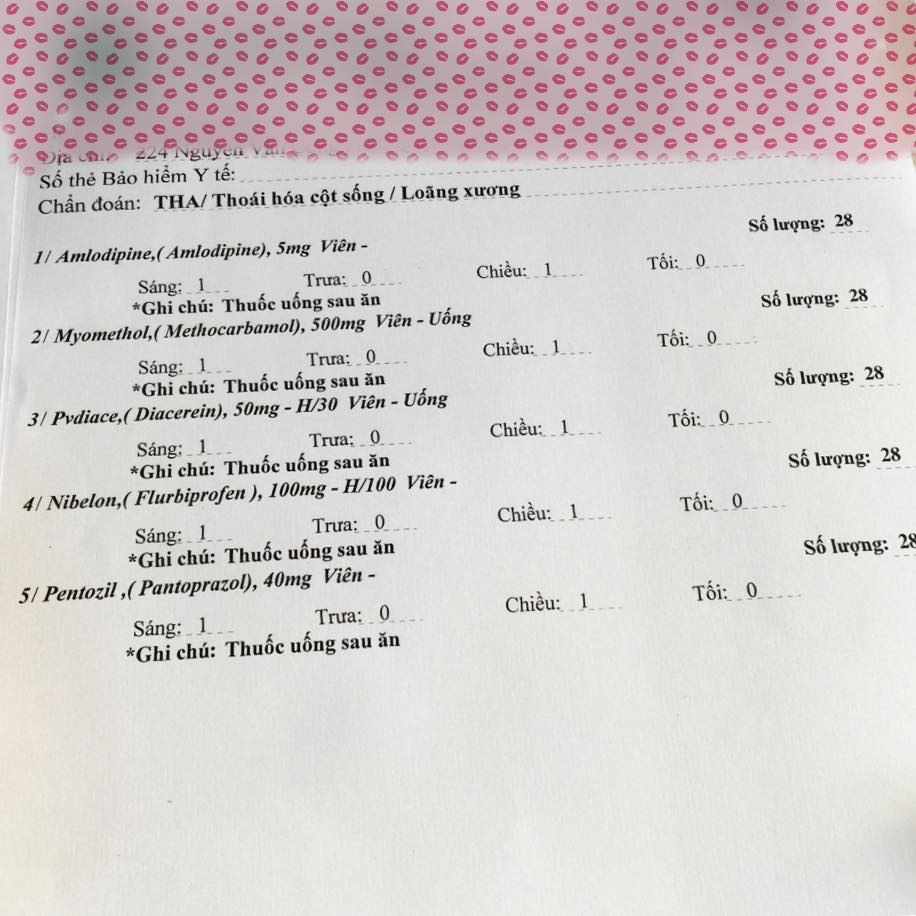 Địa chỉ: 224 Nguyễn Văn
Số thẻ Bảo hiểm Y tế:
Chẩn đoán: THA/ Thoái hóa cột sống / Loãng xương
1/ Amlodipine,( Amlodipine), 5mg Viên - Số lượng: 28
Sáng: 1 Trưa: 0 Chiều: 1 Tối: 0
*Ghi chú: Thuốc uống sau ăn
2/ Myomethol,( Methocarbamol), 500mg Viên - Uống Số lượng: 28
Sáng: 1 Trưa: 0 Chiều: 1 Tối: 0
*Ghi chú: Thuốc uống sau ăn
3/ Pvdiace,( Diacerein), 50mg - H/30 Viên - Uống Số lượng: 28
Sáng: 1 Trưa: 0 Chiều: 1 Tối: 0
*Ghi chú: Thuốc uống sau ăn
4/ Nibelon,( Flurbiprofen ), 100mg - H/100 Viên - Số lượng: 28
Sáng: 1 Trưa: 0 Chiều: 1 Tối: 0
*Ghi chú: Thuốc uống sau ăn
5/ Pentozil ,( Pantoprazol), 40mg Viên - Số lượng: 28
Sáng: 1 Trưa: 0 Chiều: 1 Tối: 0
*Ghi chú: Thuốc uống sau ăn